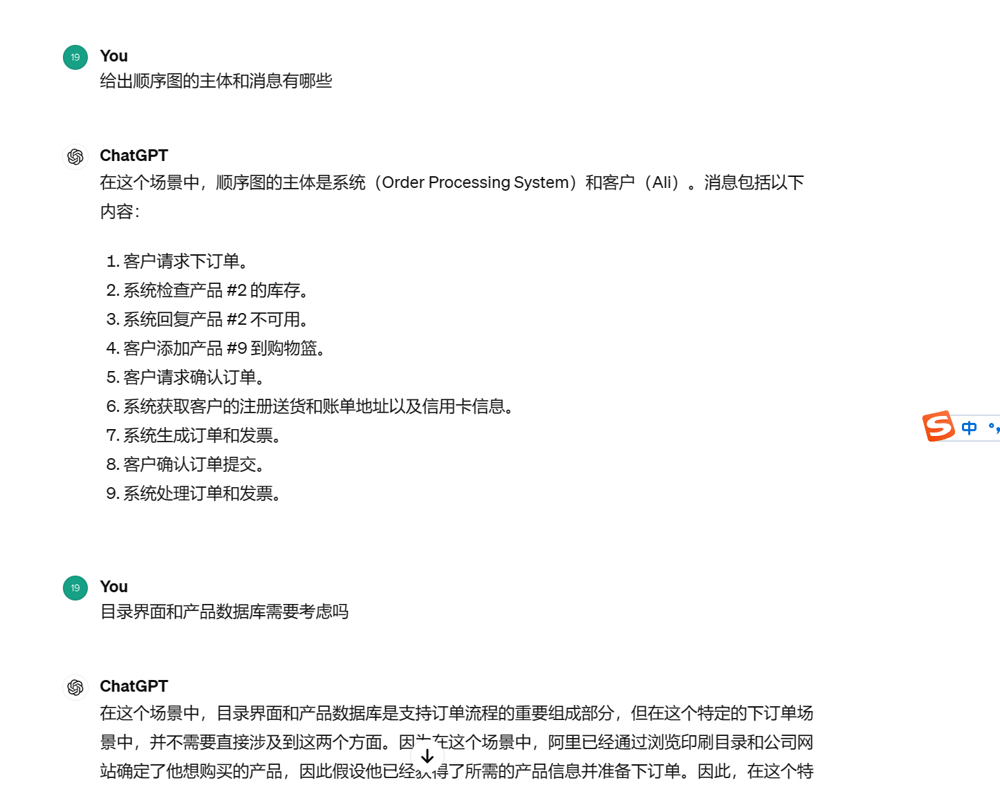 19
You
给出顺序图的主体和消息有哪些
ChatGPT
在这个场景中，顺序图的主体是系统（Order Processing System）和客户（Ali）。消息包括以下
内容：
1. 客户请求下订单。
2. 系统检查产品 #2 的库存。
3. 系统回复产品 #2 不可用。
4. 客户添加产品 #9 到购物篮。
5. 客户请求确认订单。
6. 系统获取客户的注册送货和账单地址以及信用卡信息。
7. 系统生成订单和发票。
8. 客户确认订单提交。
9. 系统处理订单和发票。
S 中 °,
19
You
目录界面和产品数据库需要考虑吗
ChatGPT
在这个场景中，目录界面和产品数据库是支持订单流程的重要组成部分，但在这个特定的下订单场
景中，并不需要直接涉及到这两个方面。因为在这个场景中，阿里已经通过浏览印刷目录和公司网
站确定了他想购买的产品，因此假设他已经获得了所需的产品信息并准备下订单。因此，在这个特